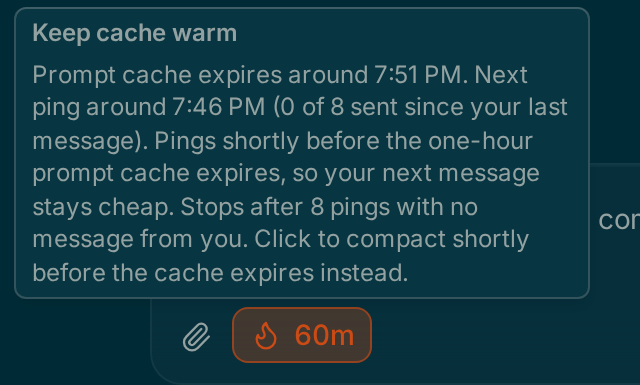 Keep cache warm
Prompt cache expires around 7:51 PM. Next
ping around 7:46 PM (0 of 8 sent since your last
message). Pings shortly before the one-hour
prompt cache expires, so your next message
stays cheap. Stops after 8 pings with no
message from you. Click to compact shortly
before the cache expires instead.
60m